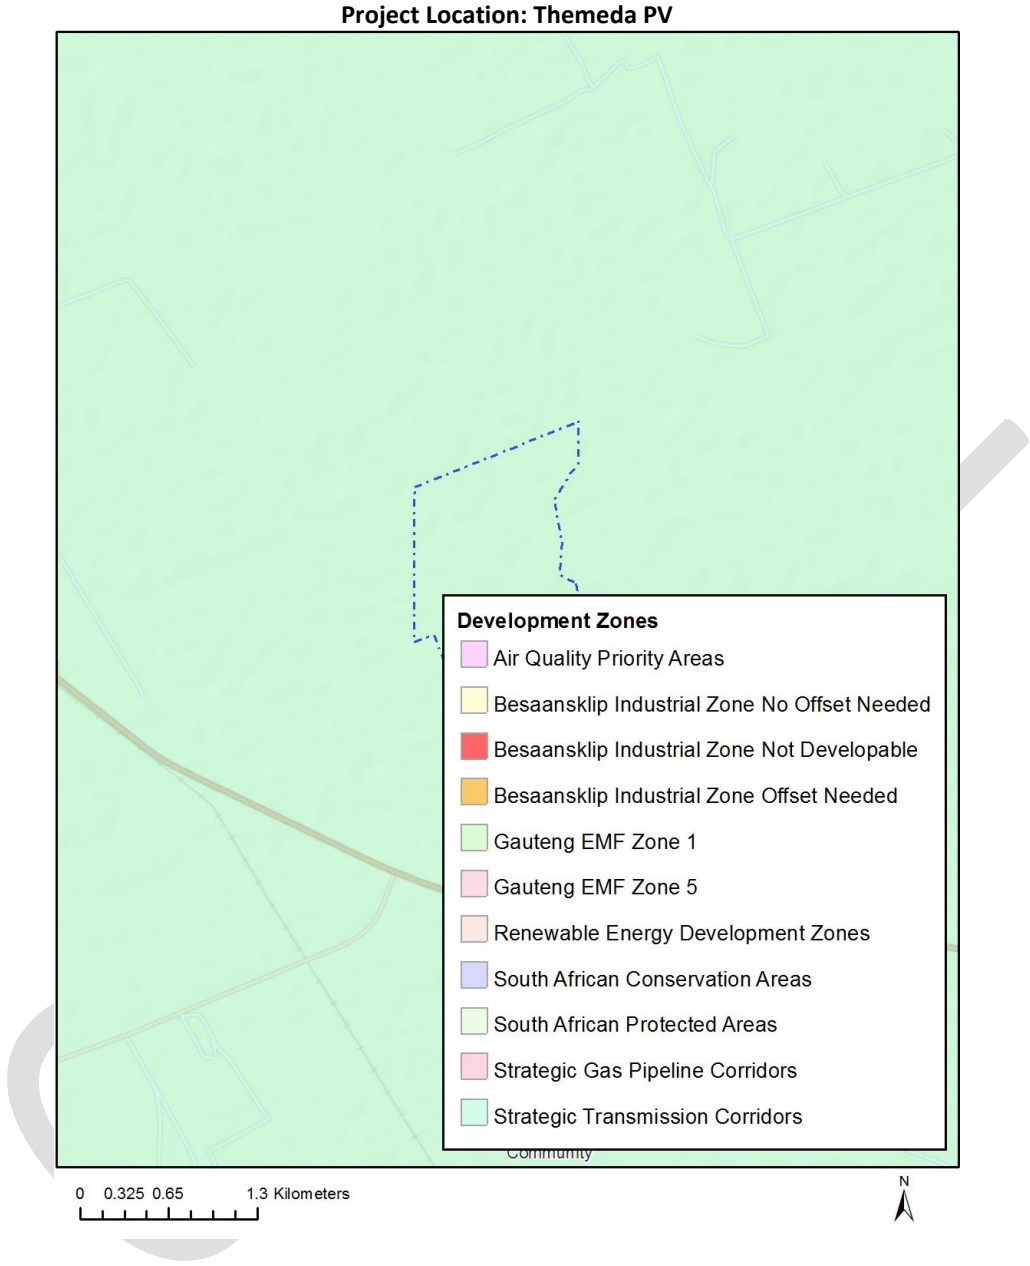 Project Location: Themeda PV
Development Zones
Air Quality Priority Areas
Besaansklip Industrial Zone No Offset Needed
Besaansklip Industrial Zone Not Developable
Besaansklip Industrial Zone Offset Needed
Gauteng EMF Zone 1
Gauteng EMF Zone 5
Renewable Energy Development Zones
South African Conservation Areas
South African Protected Areas
Strategic Gas Pipeline Corridors
Strategic Transmission Corridors
Community
0 0.325 0.65 1.3 Kilometers
N